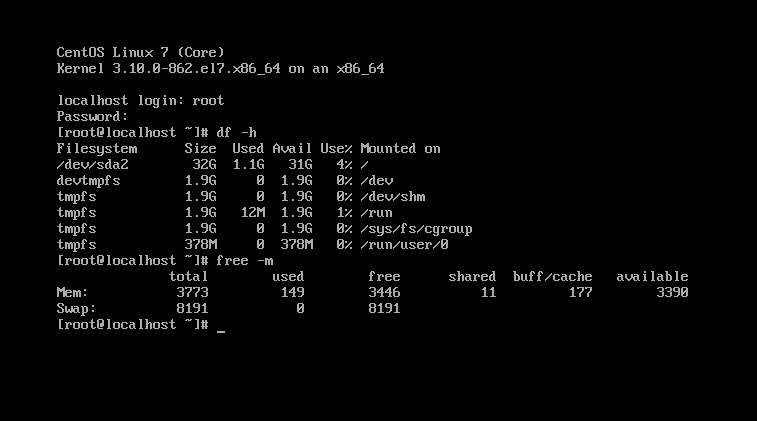 CentOS Linux 7 (Core)
Kernel 3.10.0-862.el7.x86_64 on an x86_64
localhost login: root
Password:
[root@localhost ~]# df -h
Filesystem      Size  Used Avail Use% Mounted on
/dev/sda2        32G  1.1G   31G   4% /
devtmpfs        1.9G     0  1.9G   0% /dev
tmpfs           1.9G     0  1.9G   0% /dev/shm
tmpfs           1.9G   12M  1.9G   1% /run
tmpfs           1.9G     0  1.9G   0% /sys/fs/cgroup
tmpfs           378M     0  378M   0% /run/user/0
[root@localhost ~]# free -m
              total        used        free      shared  buff/cache   available
Mem:           3773         149        3446          11         177        3390
Swap:          8191           0        8191
[root@localhost ~]# _